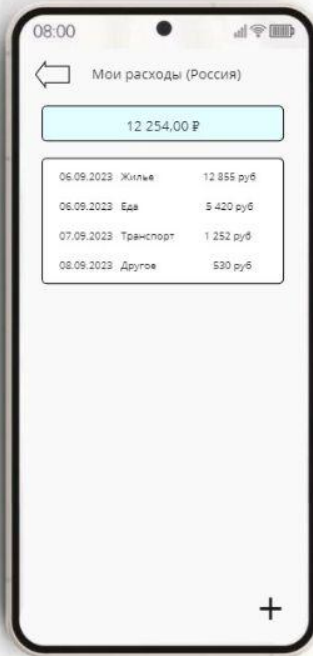 08:00
Мои расходы (Россия)
12 254,00 ₽
06.09.2023 Жилье 12 855 руб
06.09.2023 Еда 5 420 руб
07.09.2023 Транспорт 1 252 руб
08.09.2023 Другое 530 руб
+